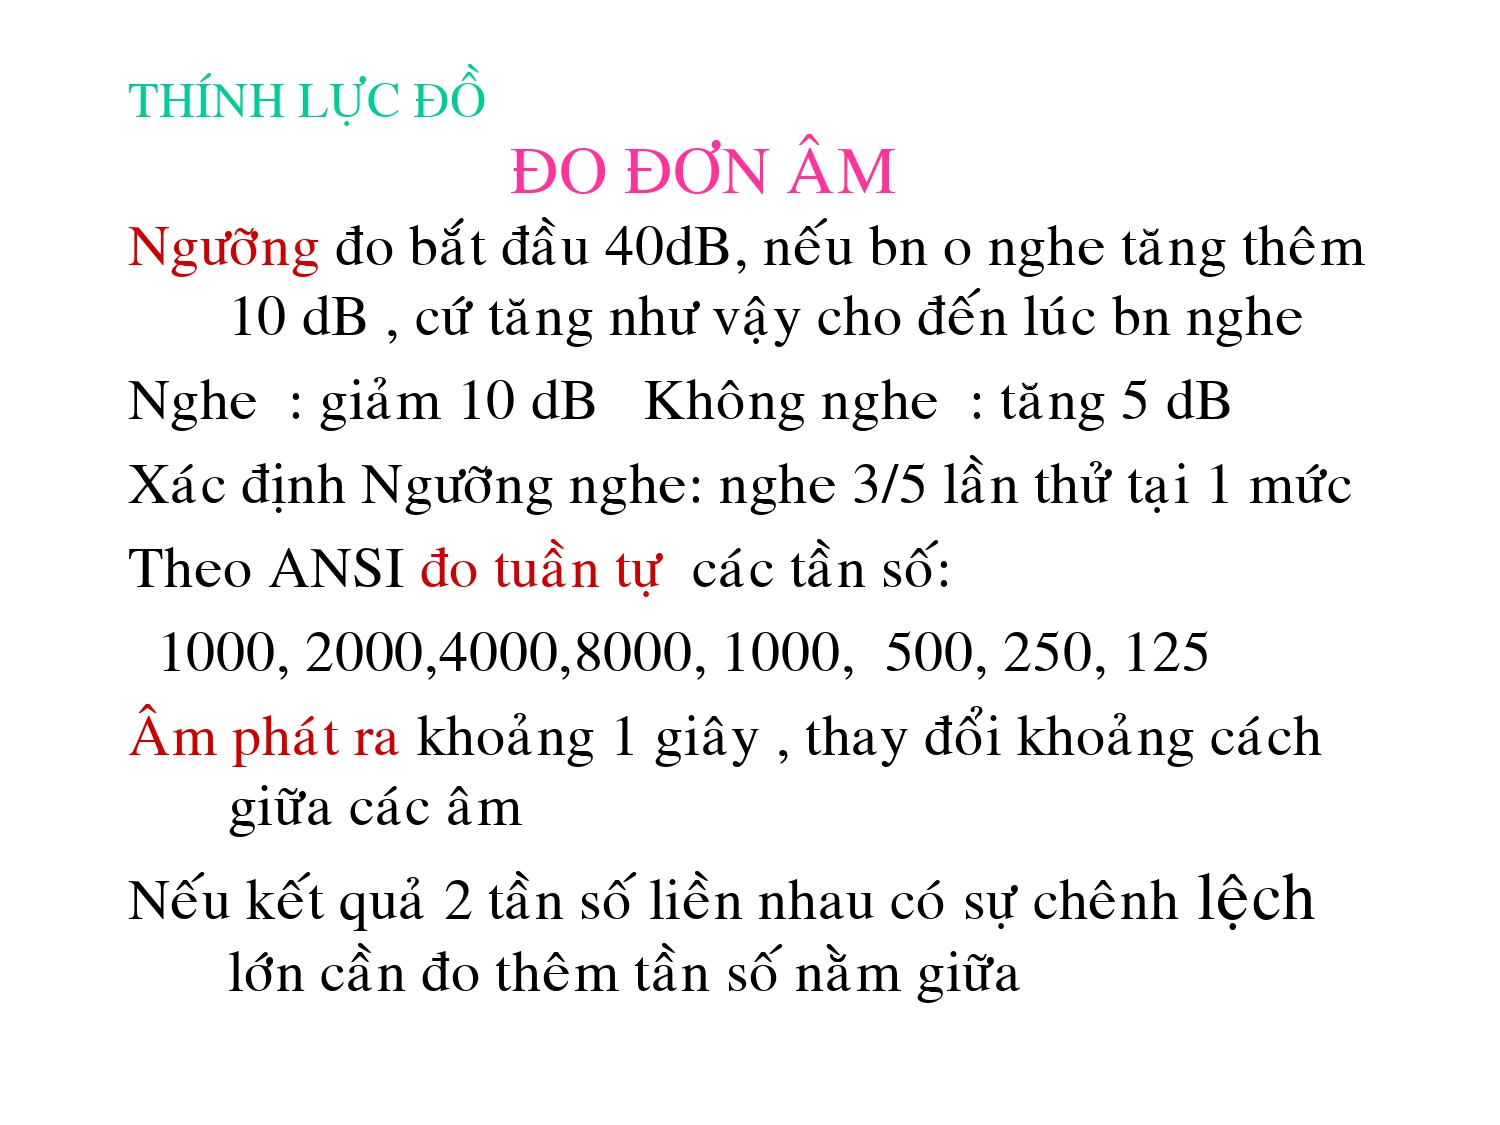 THÍNH LỰC ĐỒ
ĐO ĐƠN ÂM
Ngưỡng đo bắt đầu 40dB, nếu bn o nghe tăng thêm
10 dB , cứ tăng như vậy cho đến lúc bn nghe
Nghe : giảm 10 dB Không nghe : tăng 5 dB
Xác định Ngưỡng nghe: nghe 3/5 lần thử tại 1 mức
Theo ANSI đo tuần tự các tần số:
1000, 2000,4000,8000, 1000, 500, 250, 125
Âm phát ra khoảng 1 giây , thay đổi khoảng cách
giữa các âm
Nếu kết quả 2 tần số liền nhau có sự chênh lệch
lớn cần đo thêm tần số nằm giữa